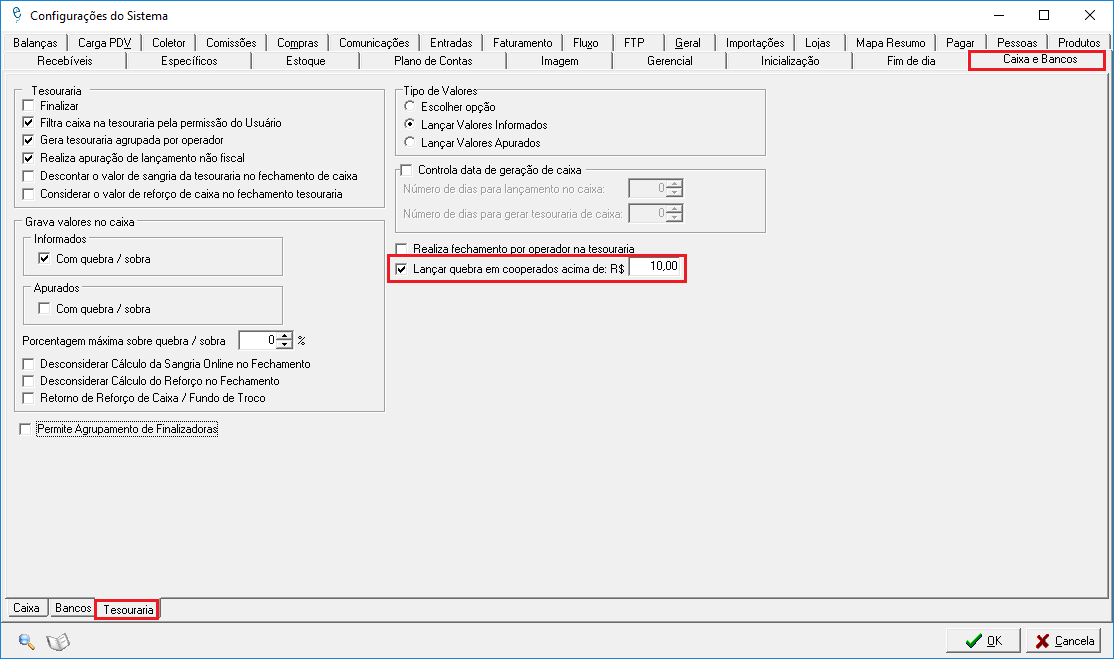 Configurações do Sistema
Balanças Carga PDV Coletor Comissões Compras Comunicações Entradas Faturamento Fluxo FTP Geral Importações Lojas Mapa Resumo Pagar Pessoas Produtos
Recebíveis Específicos Estoque Plano de Contas Imagem Gerencial Inicialização Fim de dia Caixa e Bancos
Tesouraria
Finalizar
Filtra caixa na tesouraria pela permissão do Usuário
Gera tesouraria agrupada por operador
Realiza apuração de lançamento não fiscal
Descontar o valor de sangria da tesouraria no fechamento de caixa
Considerar o valor de reforço de caixa no fechamento tesouraria
Grava valores no caixa
Informados
Com quebra / sobra
Apurados
Com quebra / sobra
Porcentagem máxima sobre quebra / sobra 0 %
Desconsiderar Cálculo da Sangria Online no Fechamento
Desconsiderar Cálculo do Reforço no Fechamento
Retorno de Reforço de Caixa / Fundo de Troco
Permite Agrupamento de Finalizadoras
Tipo de Valores
Escolher opção
Lançar Valores Informados
Lançar Valores Apurados
Controla data de geração de caixa
Número de dias para lançamento no caixa: 0
Número de dias para gerar tesouraria de caixa: 0
Realiza fechamento por operador na tesouraria
Lançar quebra em cooperados acima de: R$ 10,00
Caixa Bancos Tesouraria
OK Cancela